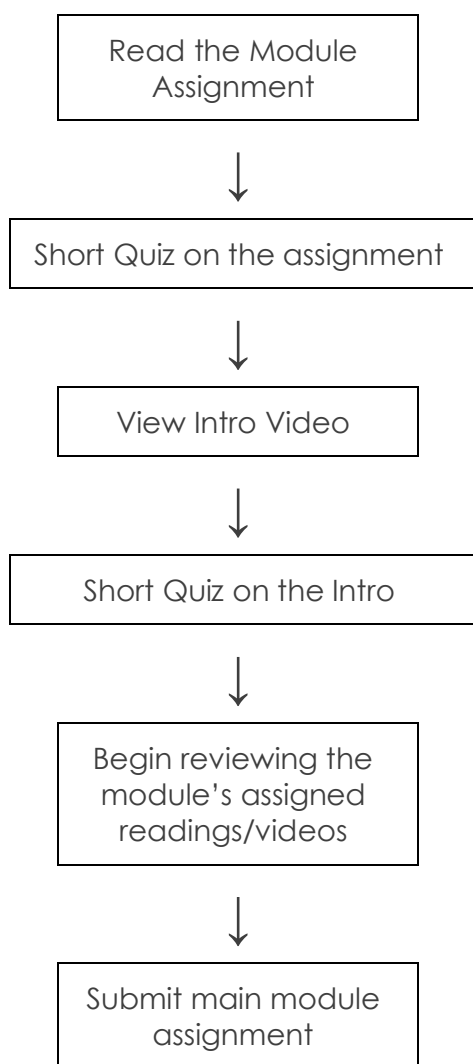 Read the Module
Assignment
Short Quiz on the assignment
View Intro Video
Short Quiz on the Intro
Begin reviewing the
module’s assigned
readings/videos
Submit main module
assignment